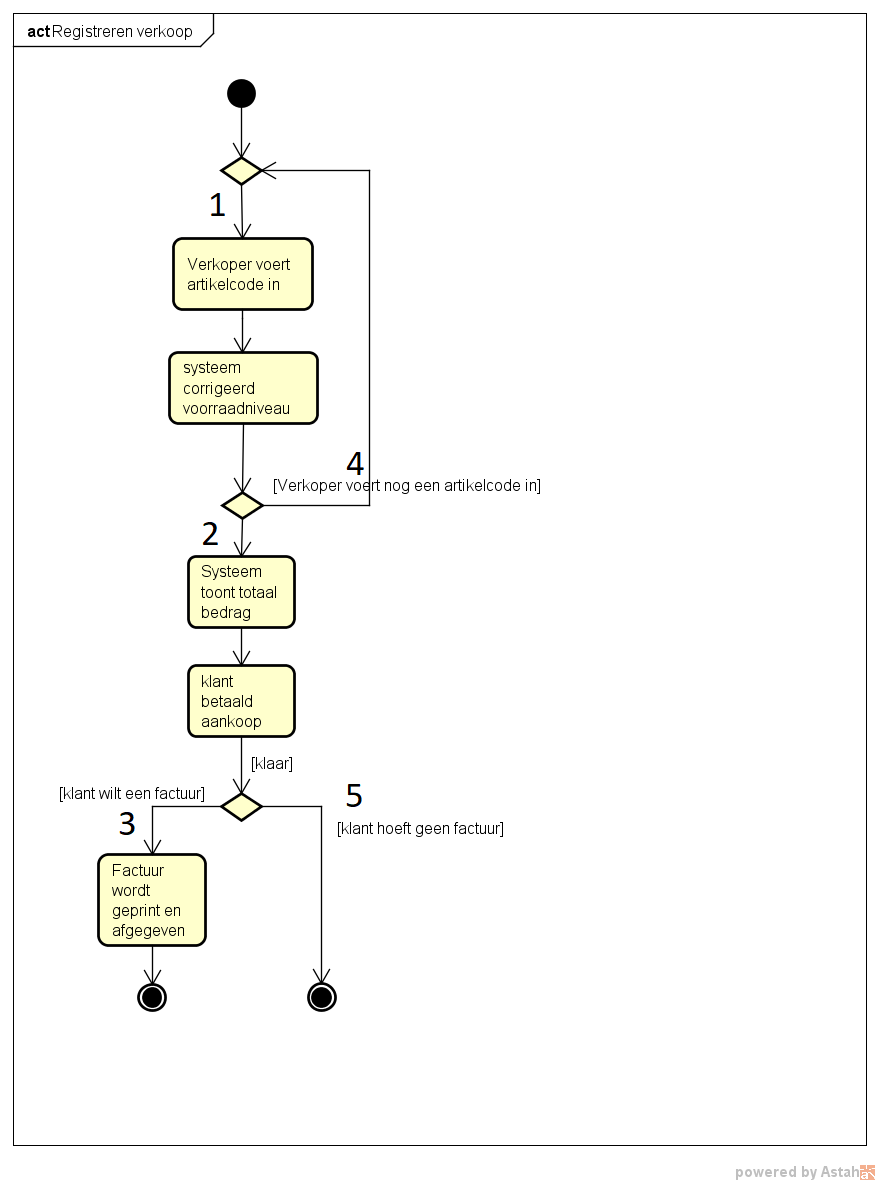 act Registreren verkoop
1
Verkoper voert
artikelcode in
systeem
corrigeerd
voorraadniveau
4
[Verkoper voert nog een artikelcode in]
2
Systeem
toont totaal
bedrag
klant
betaald
aankoop
[klaar]
[klant wilt een factuur]
5
3
[klant hoeft geen factuur]
Factuur
wordt
geprint en
afgegeven
powered by Astah